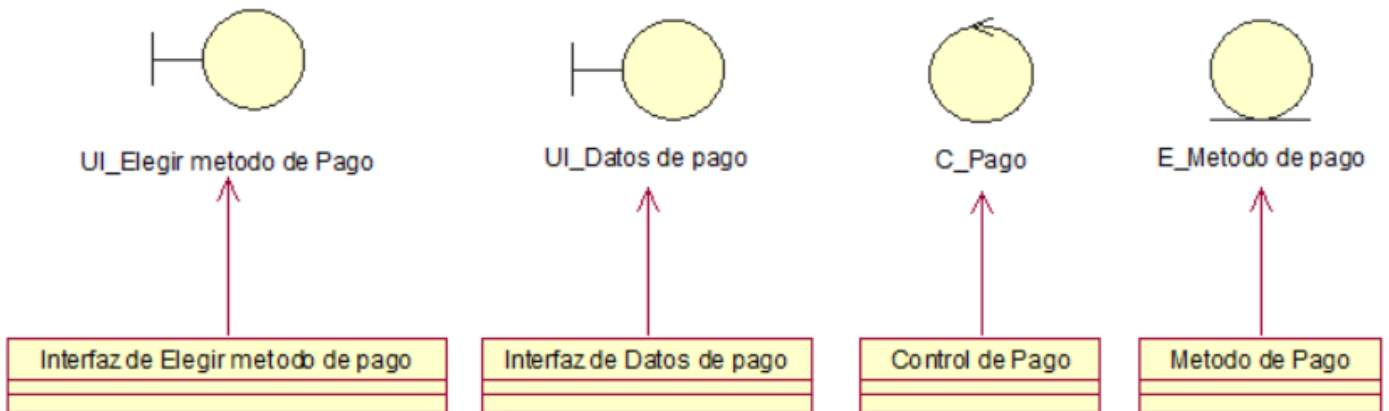 UI_Elegir metodo de Pago
UI_Datos de pago
C_Pago
E_Metodo de pago
Interfaz de Elegir metodo de pago
Interfaz de Datos de pago
Control de Pago
Metodo de Pago